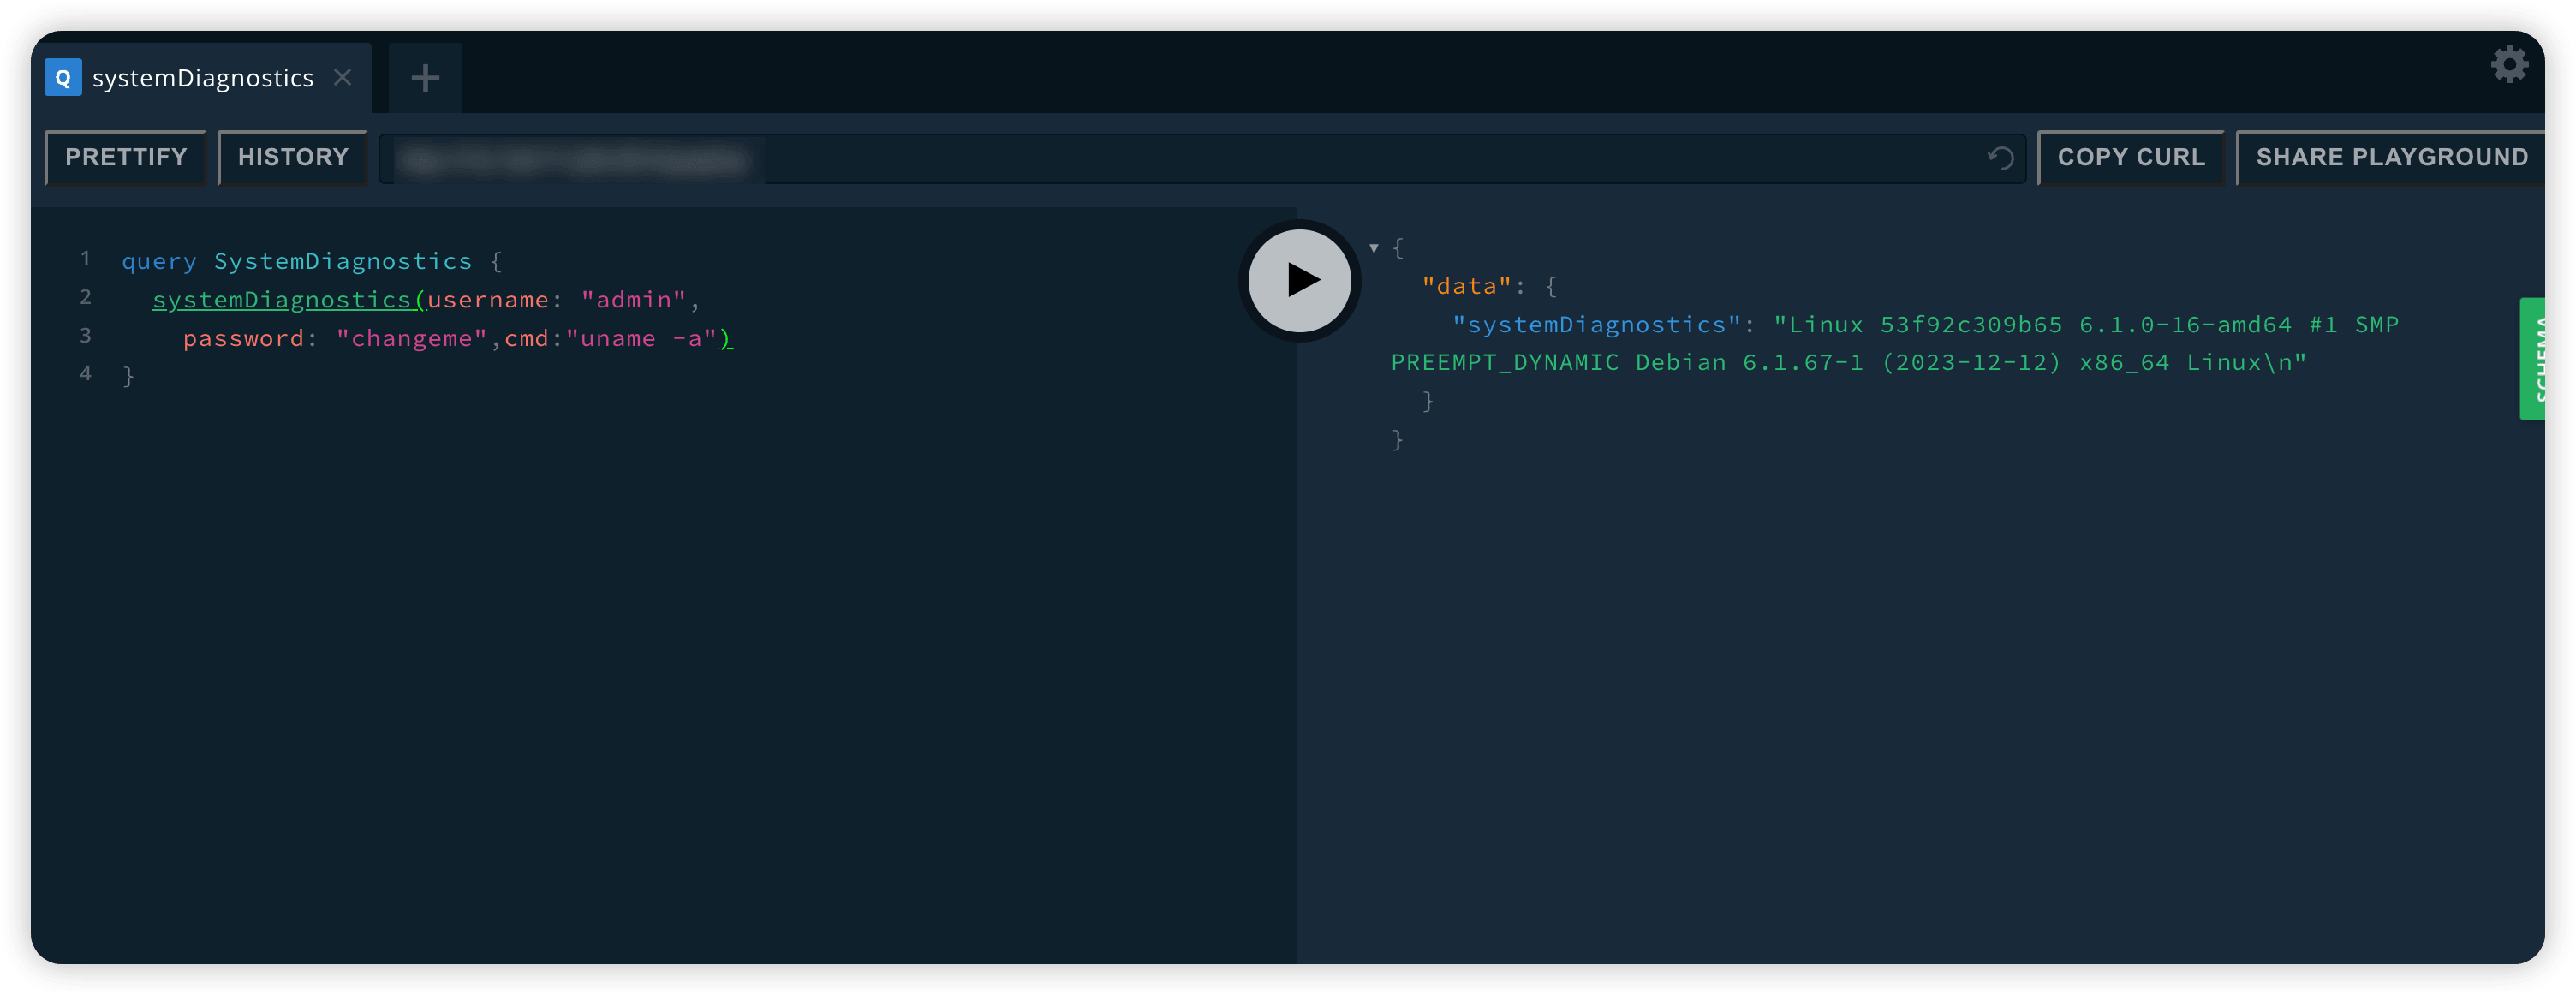 Q systemDiagnostics
PRETTIFY HISTORY COPY CURL SHARE PLAYGROUND
1 query SystemDiagnostics {
2 systemDiagnostics(username: "admin",
3 password: "changeme",cmd:"uname -a")
4 }
{
"data": {
"systemDiagnostics": "Linux 53f92c309b65 6.1.0-16-amd64 #1 SMP
PREEMPT_DYNAMIC Debian 6.1.67-1 (2023-12-12) x86_64 Linux\n"
}
}
SCHEMA